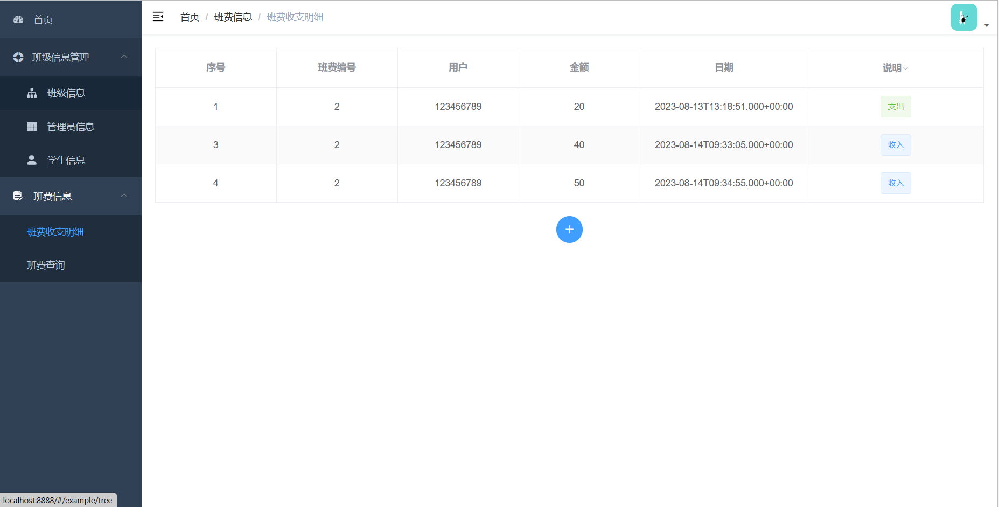 首页
班级信息管理
班级信息
管理员信息
学生信息
班费信息
班费收支明细
班费查询
首页 / 班费信息 / 班费收支明细
序号 班费编号 用户 金额 日期 说明
1 2 123456789 20 2023-08-13T13:18:51.000+00:00 支出
3 2 123456789 40 2023-08-14T09:33:05.000+00:00 收入
4 2 123456789 50 2023-08-14T09:34:55.000+00:00 收入
localhost:8888/#/example/tree